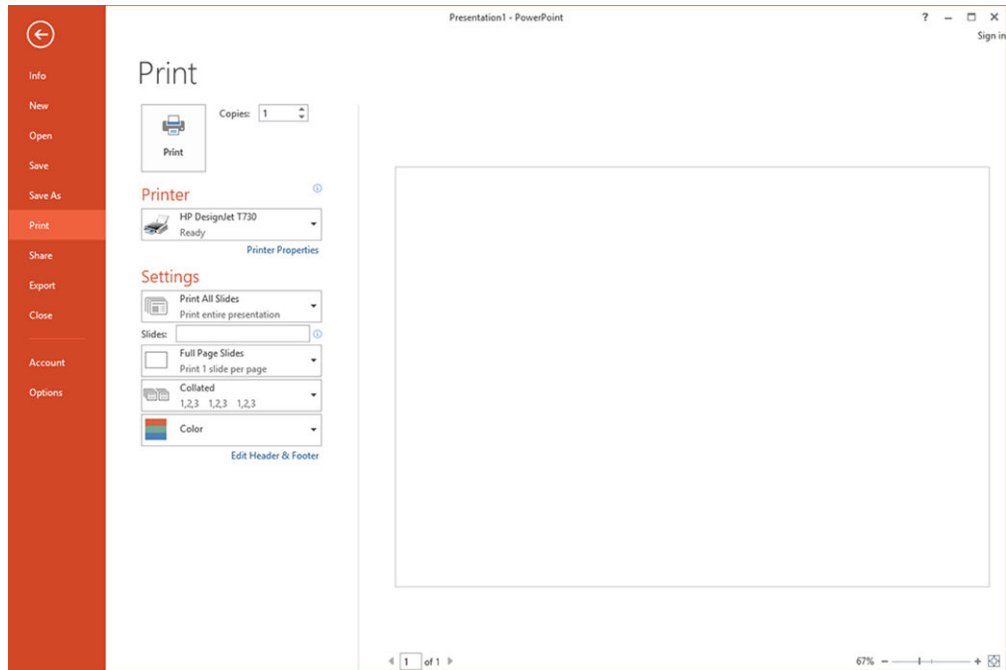 Presentation1 - PowerPoint
?
Sign in
Info
New
Open
Save
Save As
Print
Share
Export
Close
Account
Options
Print
Copies: 1
Print
Printer
HP DesignJet T730
Ready
Printer Properties
Settings
Print All Slides
Print entire presentation
Slides:
Full Page Slides
Print 1 slide per page
Collated
1,2,3 1,2,3 1,2,3
Color
Edit Header & Footer
1 of 1
67%